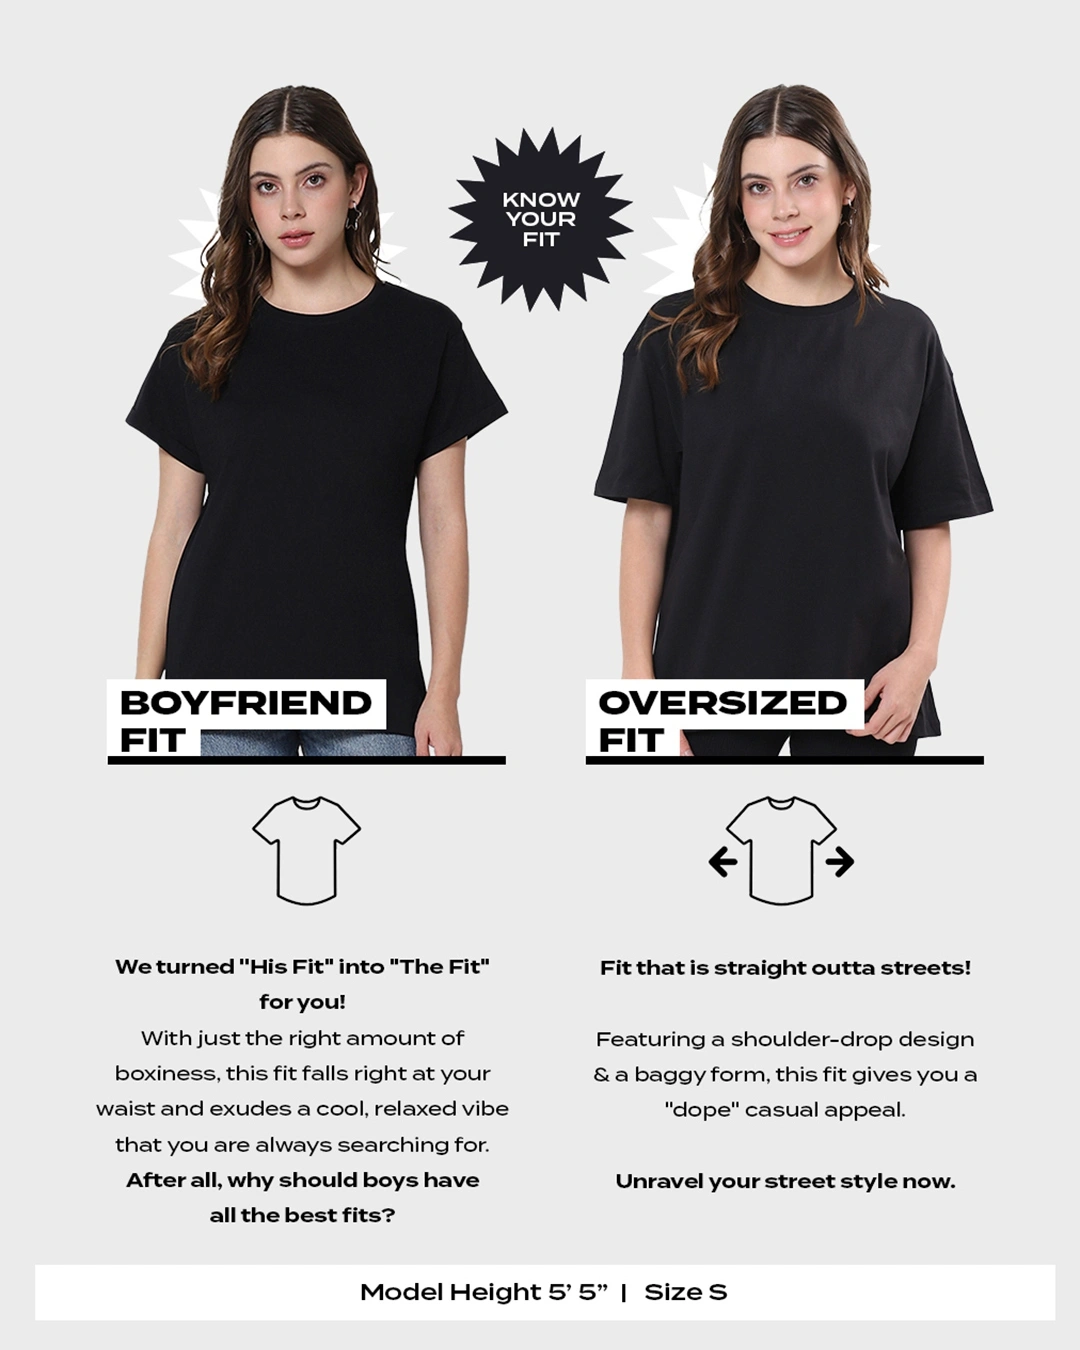 KNOW
YOUR
FIT
BOYFRIEND
FIT
We turned "His Fit" into "The Fit"
for you!
With just the right amount of
boxiness, this fit falls right at your
waist and exudes a cool, relaxed vibe
that you are always searching for.
After all, why should boys have
all the best fits?
OVERSIZED
FIT
Fit that is straight outta streets!
Featuring a shoulder-drop design
& a baggy form, this fit gives you a
"dope" casual appeal.
Unravel your street style now.
Model Height 5’ 5” | Size S